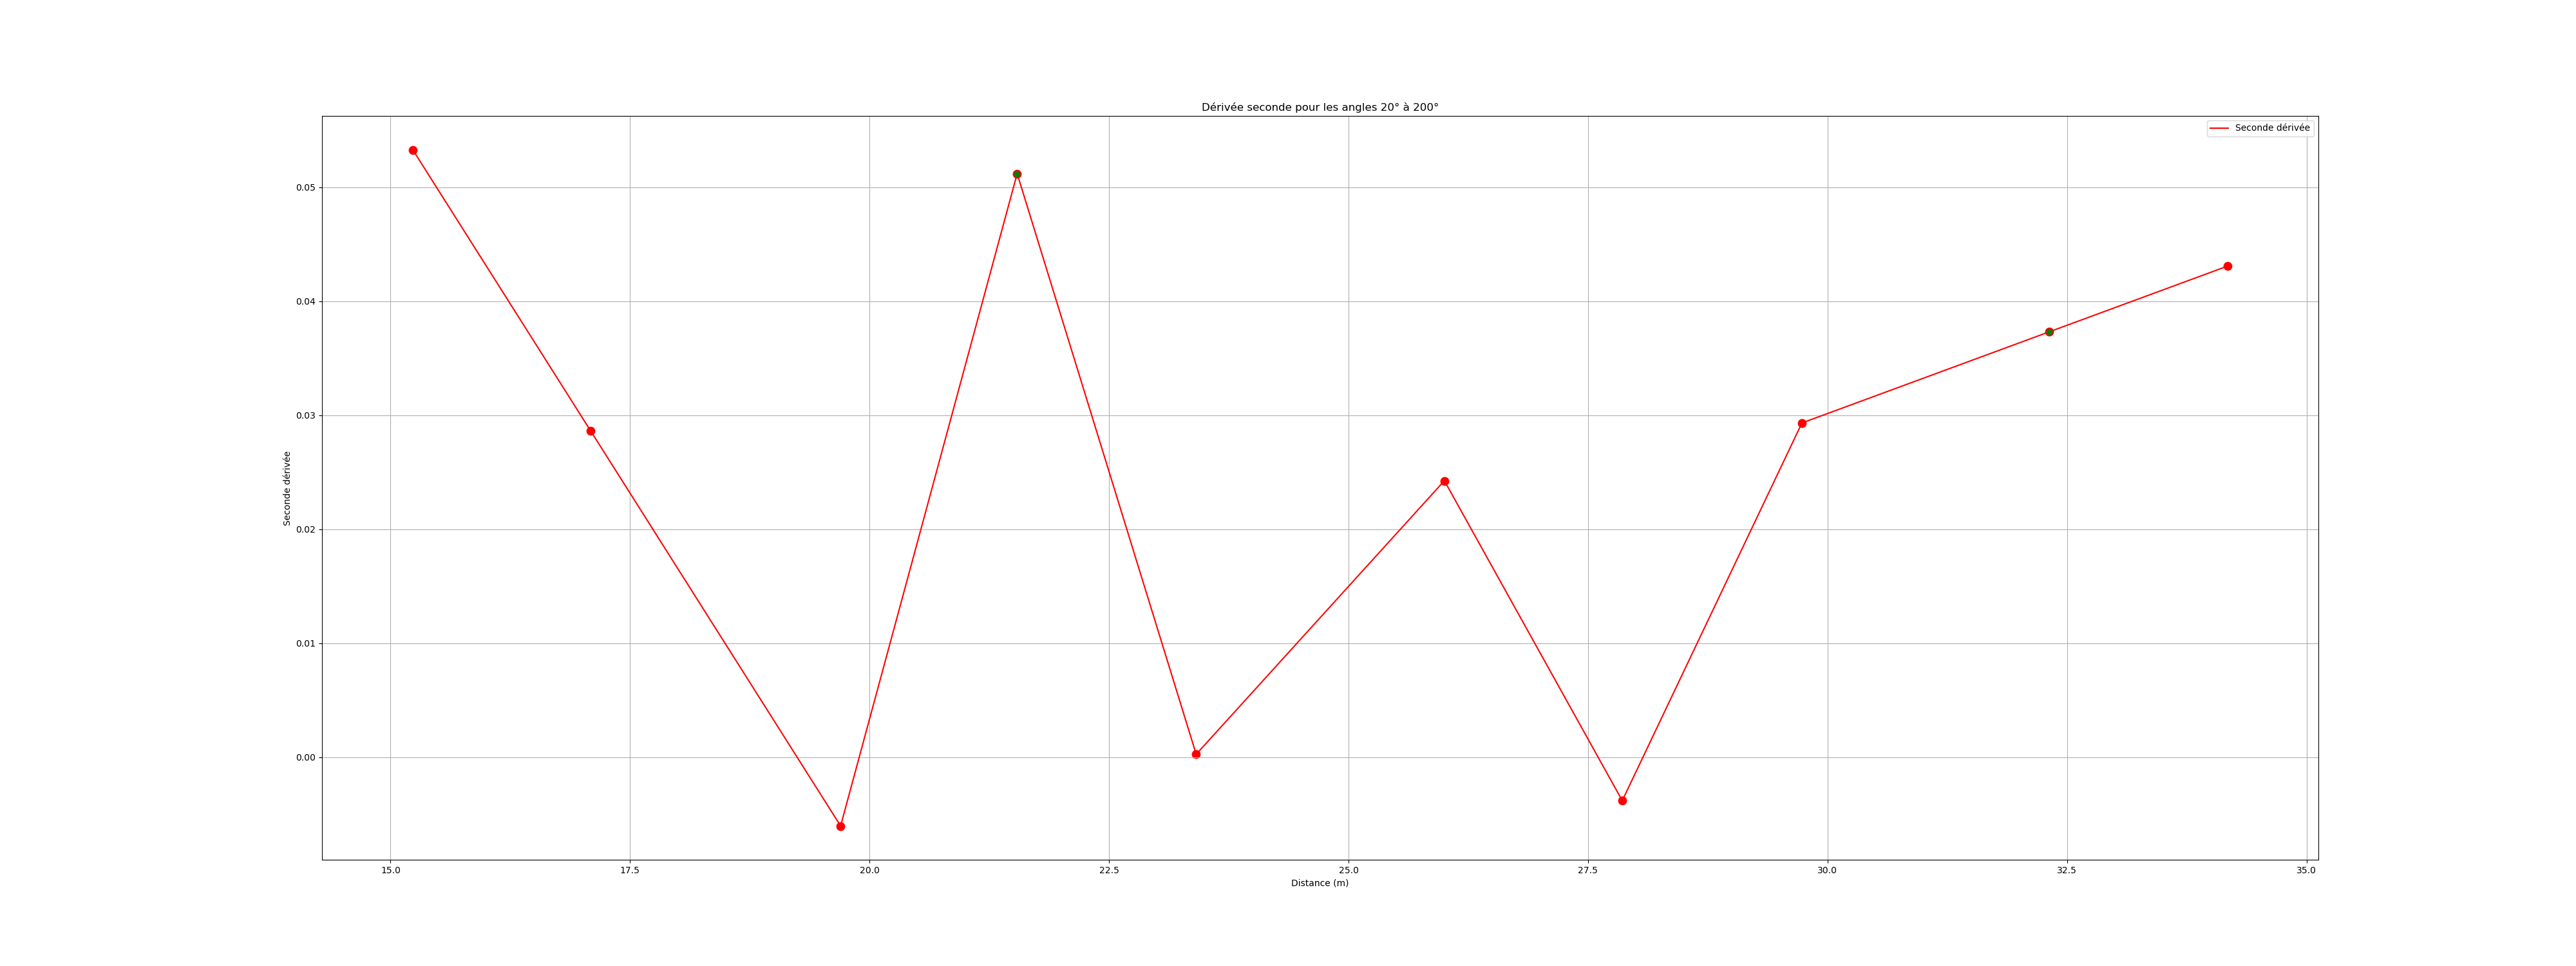 Dérivée seconde pour les angles 20° à 200°
Seconde dérivée
0.05
0.04
0.03
0.02
0.01
0.00
Seconde dérivée
15.0 17.5 20.0 22.5 25.0 27.5 30.0 32.5 35.0
Distance (m)